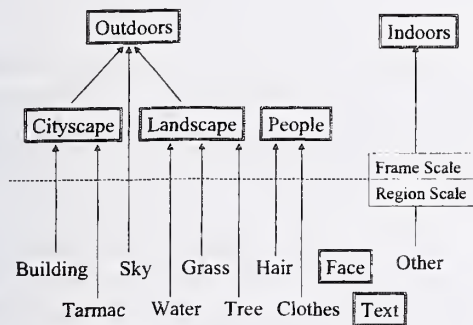 Outdoors Indoors
Cityscape Landscape People
Frame Scale
Region Scale
Building Sky Grass Hair Face Other
Tarmac Water Tree Clothes Text